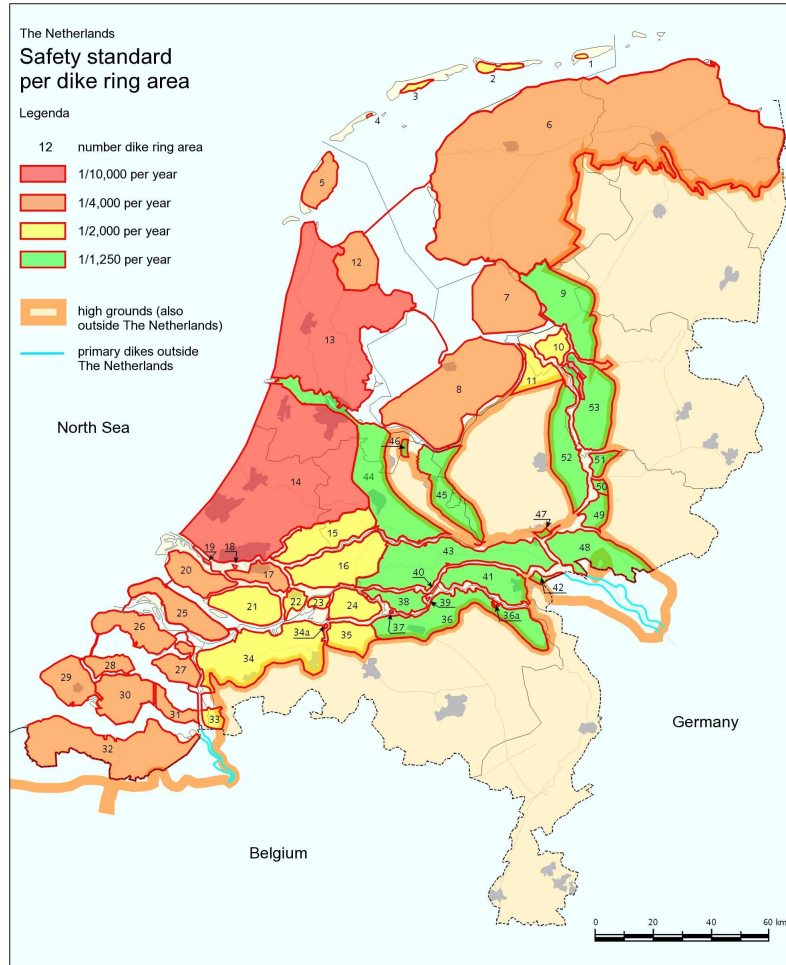 The Netherlands
Safety standard
per dike ring area
Legenda
12 number dike ring area
1/10,000 per year
1/4,000 per year
1/2,000 per year
1/1,250 per year
high grounds (also
outside The Netherlands)
primary dikes outside
The Netherlands
1
2
3
4
5
6
7
8
9
10
11
12
13
North Sea
53
46
52
51
44
45
50
14
49
47
15
19
18
43
48
16
20
17
40
41
42
21
22
23
24
38
39
25
37
36
36a
34a
26
35
34
28
27
29
30
31
33
32
Germany
Belgium
0 20 40 60 km